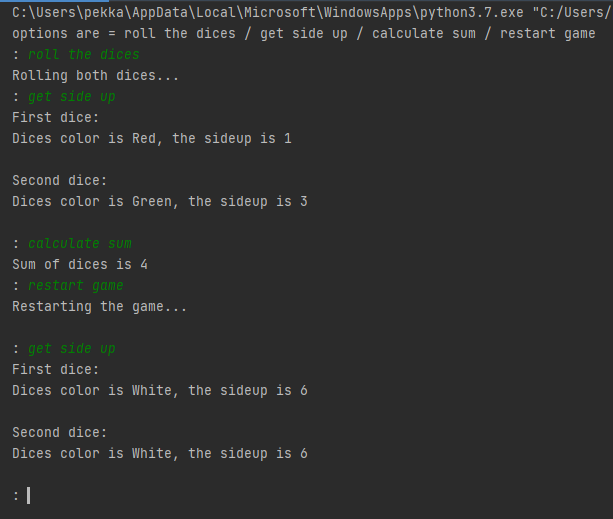 C:\Users\pekka\AppData\Local\Microsoft\WindowsApps\python3.7.exe "C:/Users/
options are = roll the dices / get side up / calculate sum / restart game
: roll the dices
Rolling both dices...
: get side up
First dice:
Dices color is Red, the sideup is 1
Second dice:
Dices color is Green, the sideup is 3
: calculate sum
Sum of dices is 4
: restart game
Restarting the game...
: get side up
First dice:
Dices color is White, the sideup is 6
Second dice:
Dices color is White, the sideup is 6
: